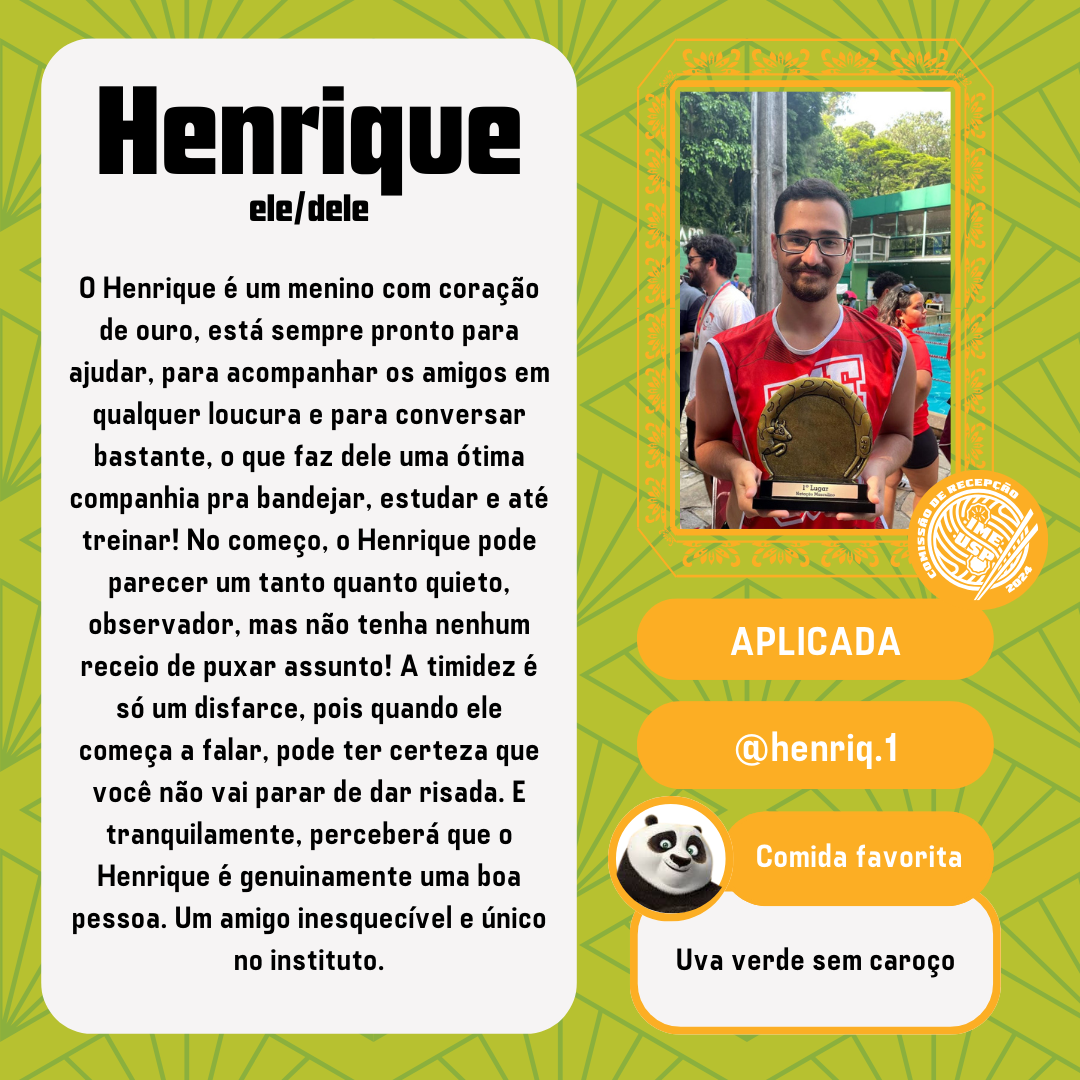 Henrique
ele/dele
O Henrique é um menino com coração
de ouro, está sempre pronto para
ajudar, para acompanhar os amigos em
qualquer loucura e para conversar
bastante, o que faz dele uma ótima
companhia pra bandejar, estudar e até
treinar! No começo, o Henrique pode
parecer um tanto quanto quieto,
observador, mas não tenha nenhum
receio de puxar assunto! A timidez é
só um disfarce, pois quando ele
começa a falar, pode ter certeza que
você não vai parar de dar risada. E
tranquilamente, perceberá que o
Henrique é genuinamente uma boa
pessoa. Um amigo inesquecível e único
no instituto.
1º Lugar
Natação Masculino
COMISSÃO DE RECEPÇÃO
IME
USP
2024
APLICADA
@henriq.1
Comida favorita
Uva verde sem caroço